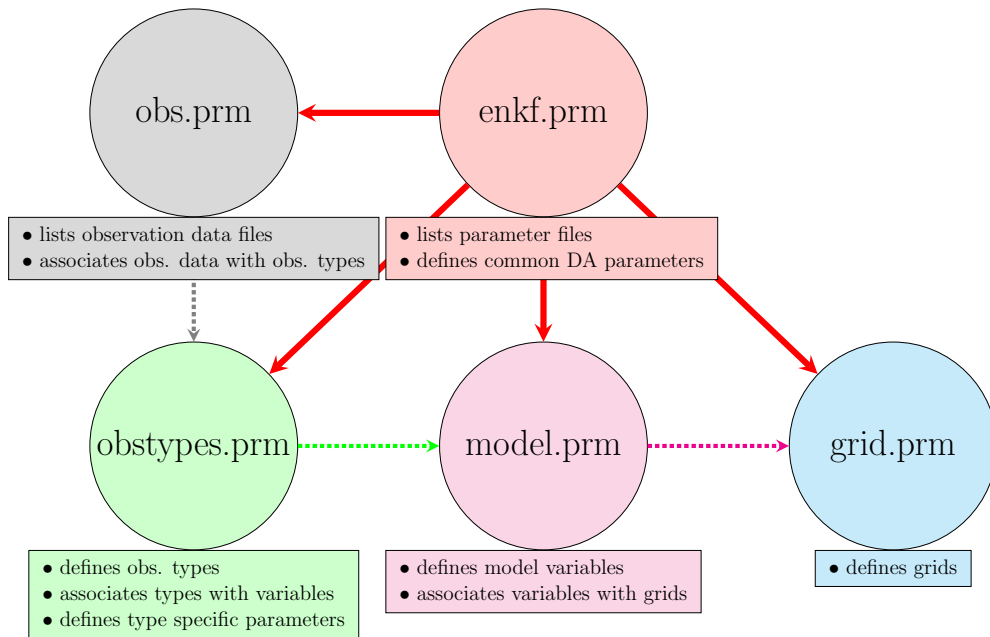 obs.prm
enkf.prm
• lists observation data files
• associates obs. data with obs. types
• lists parameter files
• defines common DA parameters
obstypes.prm
model.prm
grid.prm
• defines obs. types
• associates types with variables
• defines type specific parameters
• defines model variables
• associates variables with grids
• defines grids